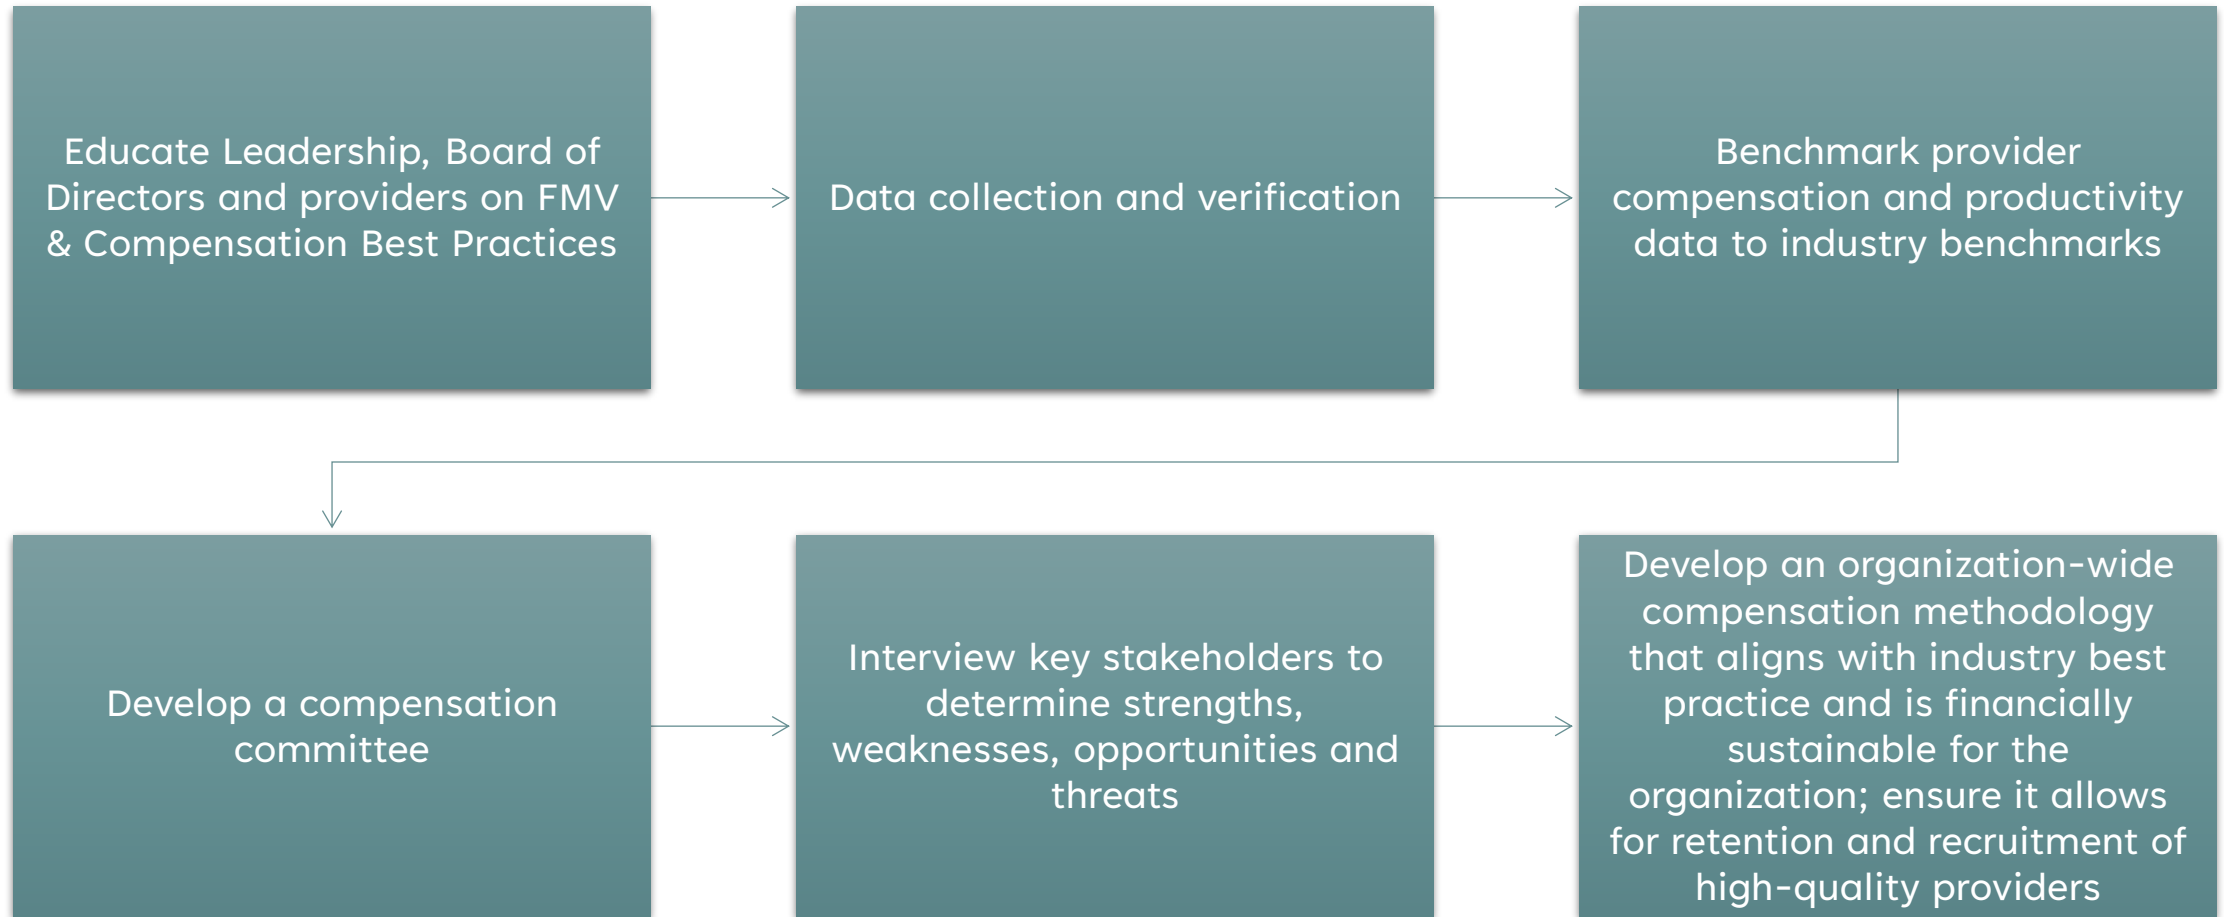 Educate Leadership, Board of
Directors and providers on FMV
& Compensation Best Practices
Data collection and verification
Benchmark provider
compensation and productivity
data to industry benchmarks
Develop a compensation
committee
Interview key stakeholders to
determine strengths,
weaknesses, opportunities and
threats
Develop an organization-wide
compensation methodology
that aligns with industry best
practice and is financially
sustainable for the
organization; ensure it allows
for retention and recruitment of
high-quality providers